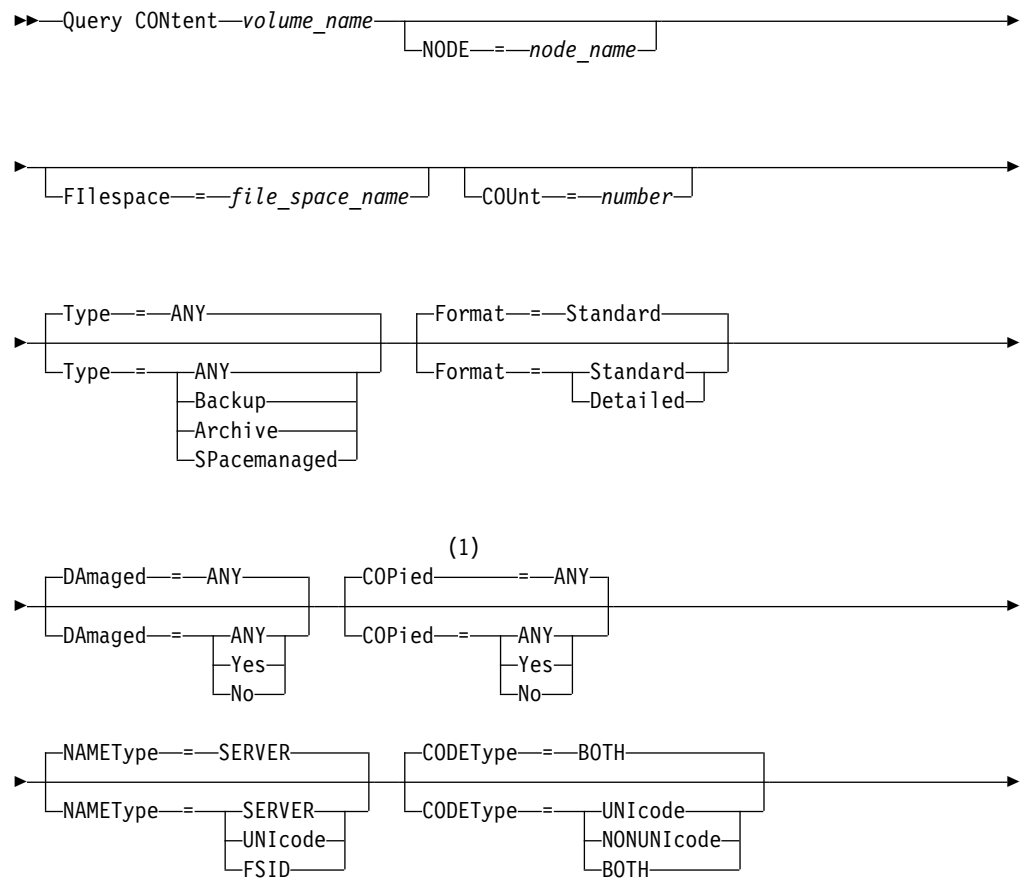 Query CONtent volume_name
NODE = node_name
FIlespace = file_space_name COUnt = number
Type = ANY Format = Standard
Type = ANY Format = Standard
Backup Detailed
Archive
SPacemanaged
(1)
DAmaged = ANY COPied = ANY
DAmaged = ANY COPied = ANY
Yes Yes
No No
NAMEType = SERVER CODEType = BOTH
NAMEType = SERVER CODEType = UNIcode
UNIcode NONUNIcode
FSID BOTH